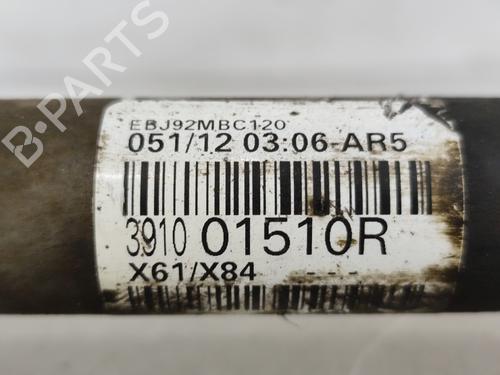 EBJ92MBC120
051/12 03:06-AR5
3910 01510R
X61/X84 - - -
B-PARTS